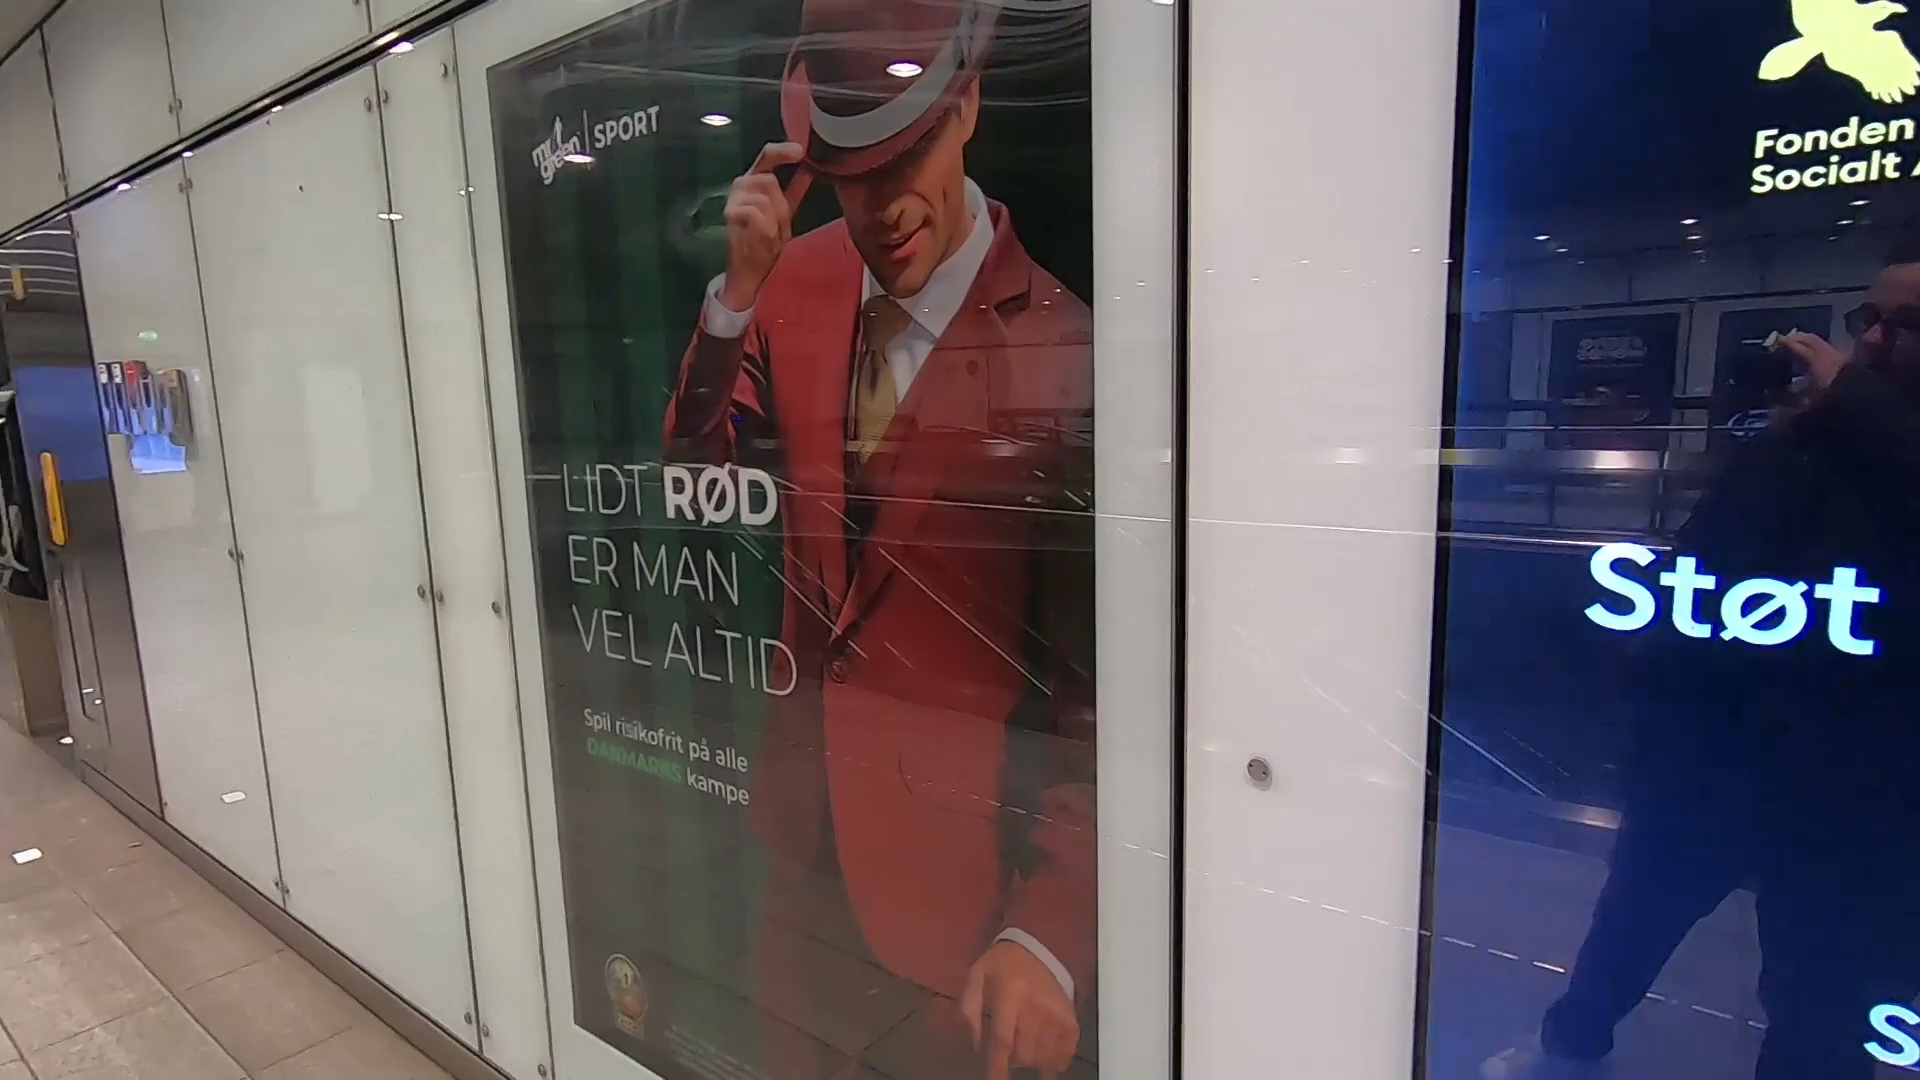 mr green | SPORT
LIDT RØD
ER MAN
VEL ALTID
Spil risikofrit på alle
DANMARKS kampe
Fonden
Socialt
Støt